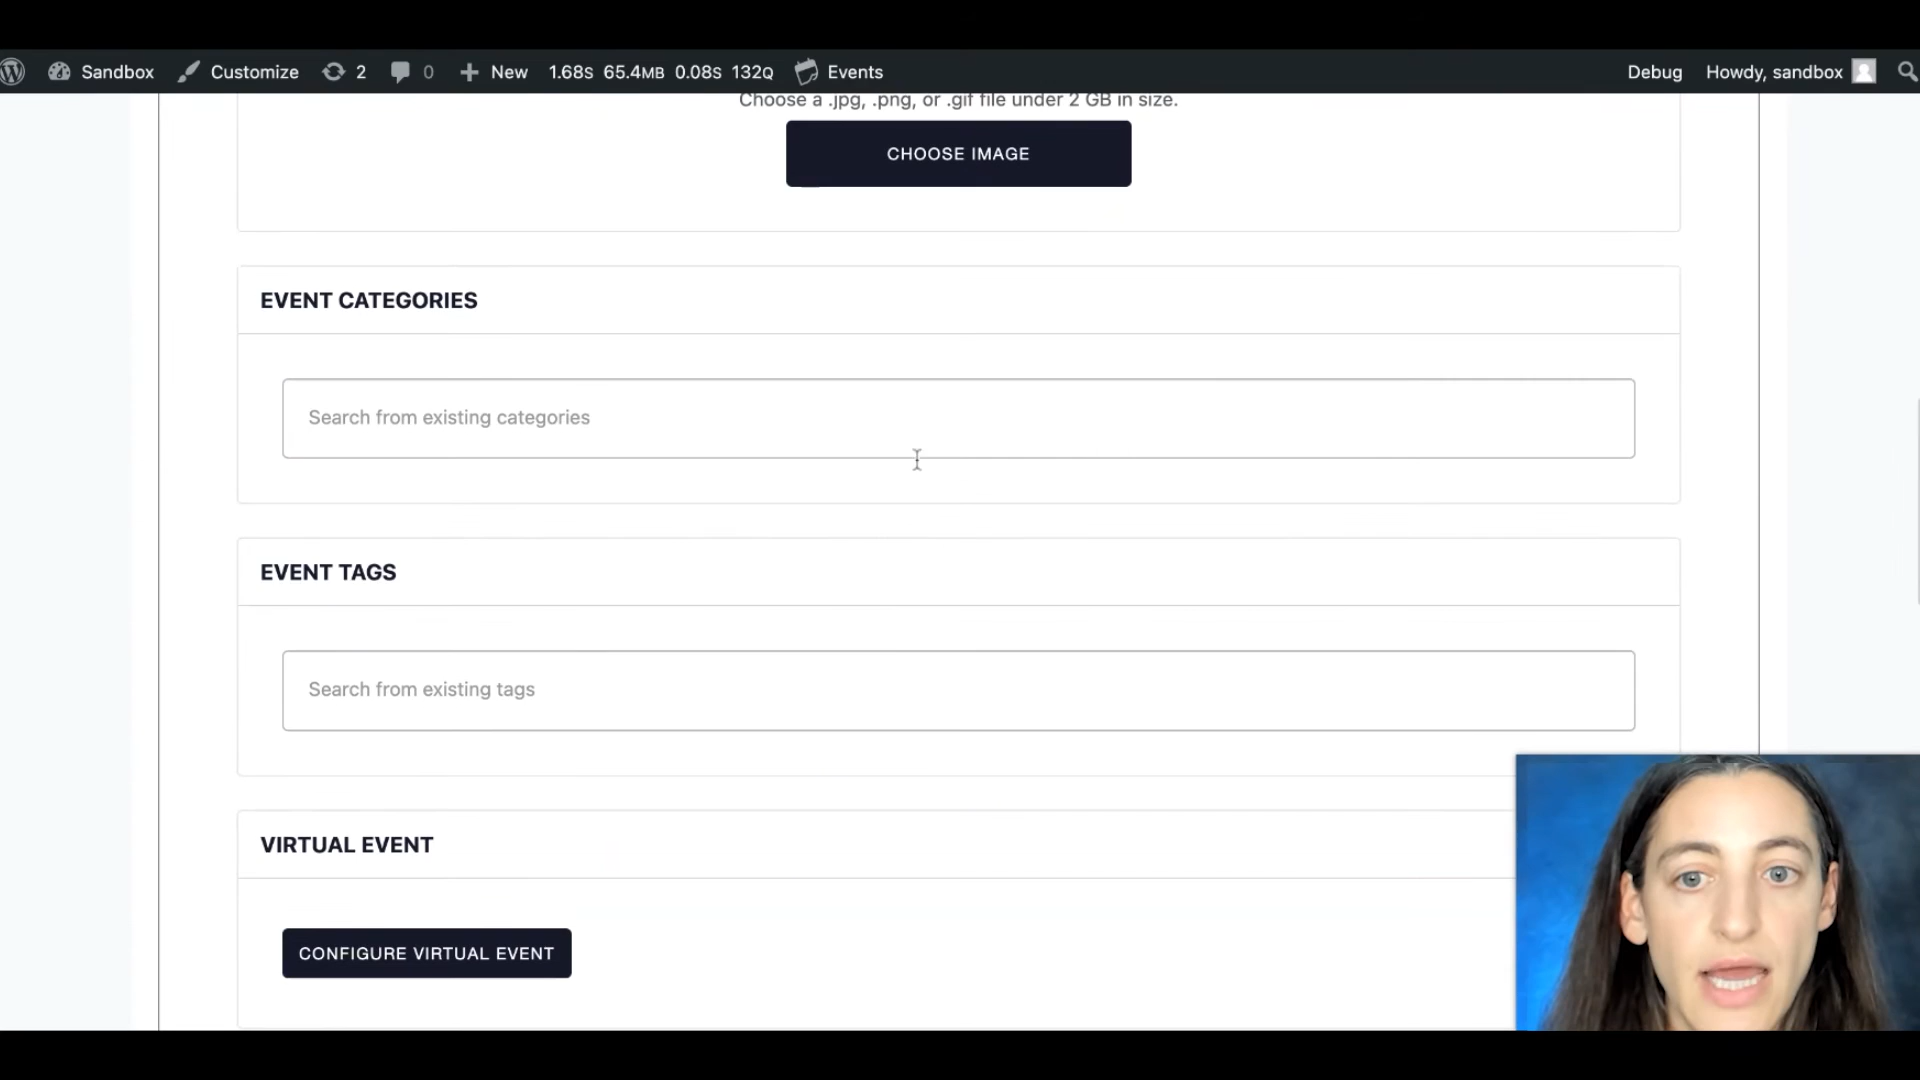 Sandbox Customize 2 0 New 1.68S 65.4MB 0.08S 132Q Events Debug Howdy, sandbox
Choose a .jpg, .png, or .gif file under 2 GB in size.
CHOOSE IMAGE
EVENT CATEGORIES
Search from existing categories
EVENT TAGS
Search from existing tags
VIRTUAL EVENT
CONFIGURE VIRTUAL EVENT